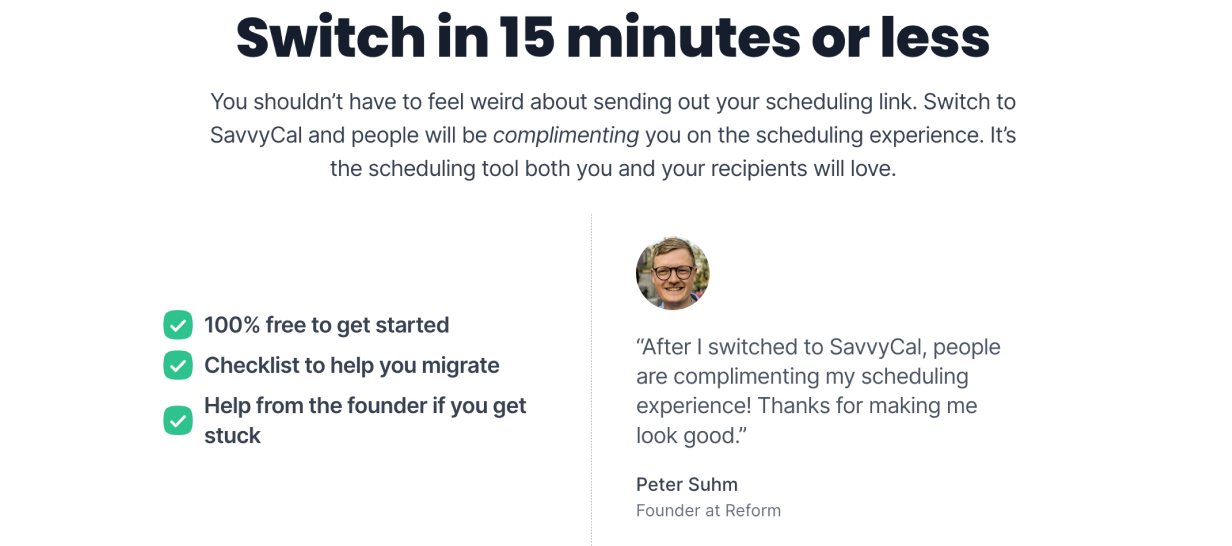 Switch in 15 minutes or less
You shouldn’t have to feel weird about sending out your scheduling link. Switch to
SavvyCal and people will be complimenting you on the scheduling experience. It’s
the scheduling tool both you and your recipients will love.
100% free to get started
Checklist to help you migrate
Help from the founder if you get
stuck
“After I switched to SavvyCal, people
are complimenting my scheduling
experience! Thanks for making me
look good.”
Peter Suhm
Founder at Reform